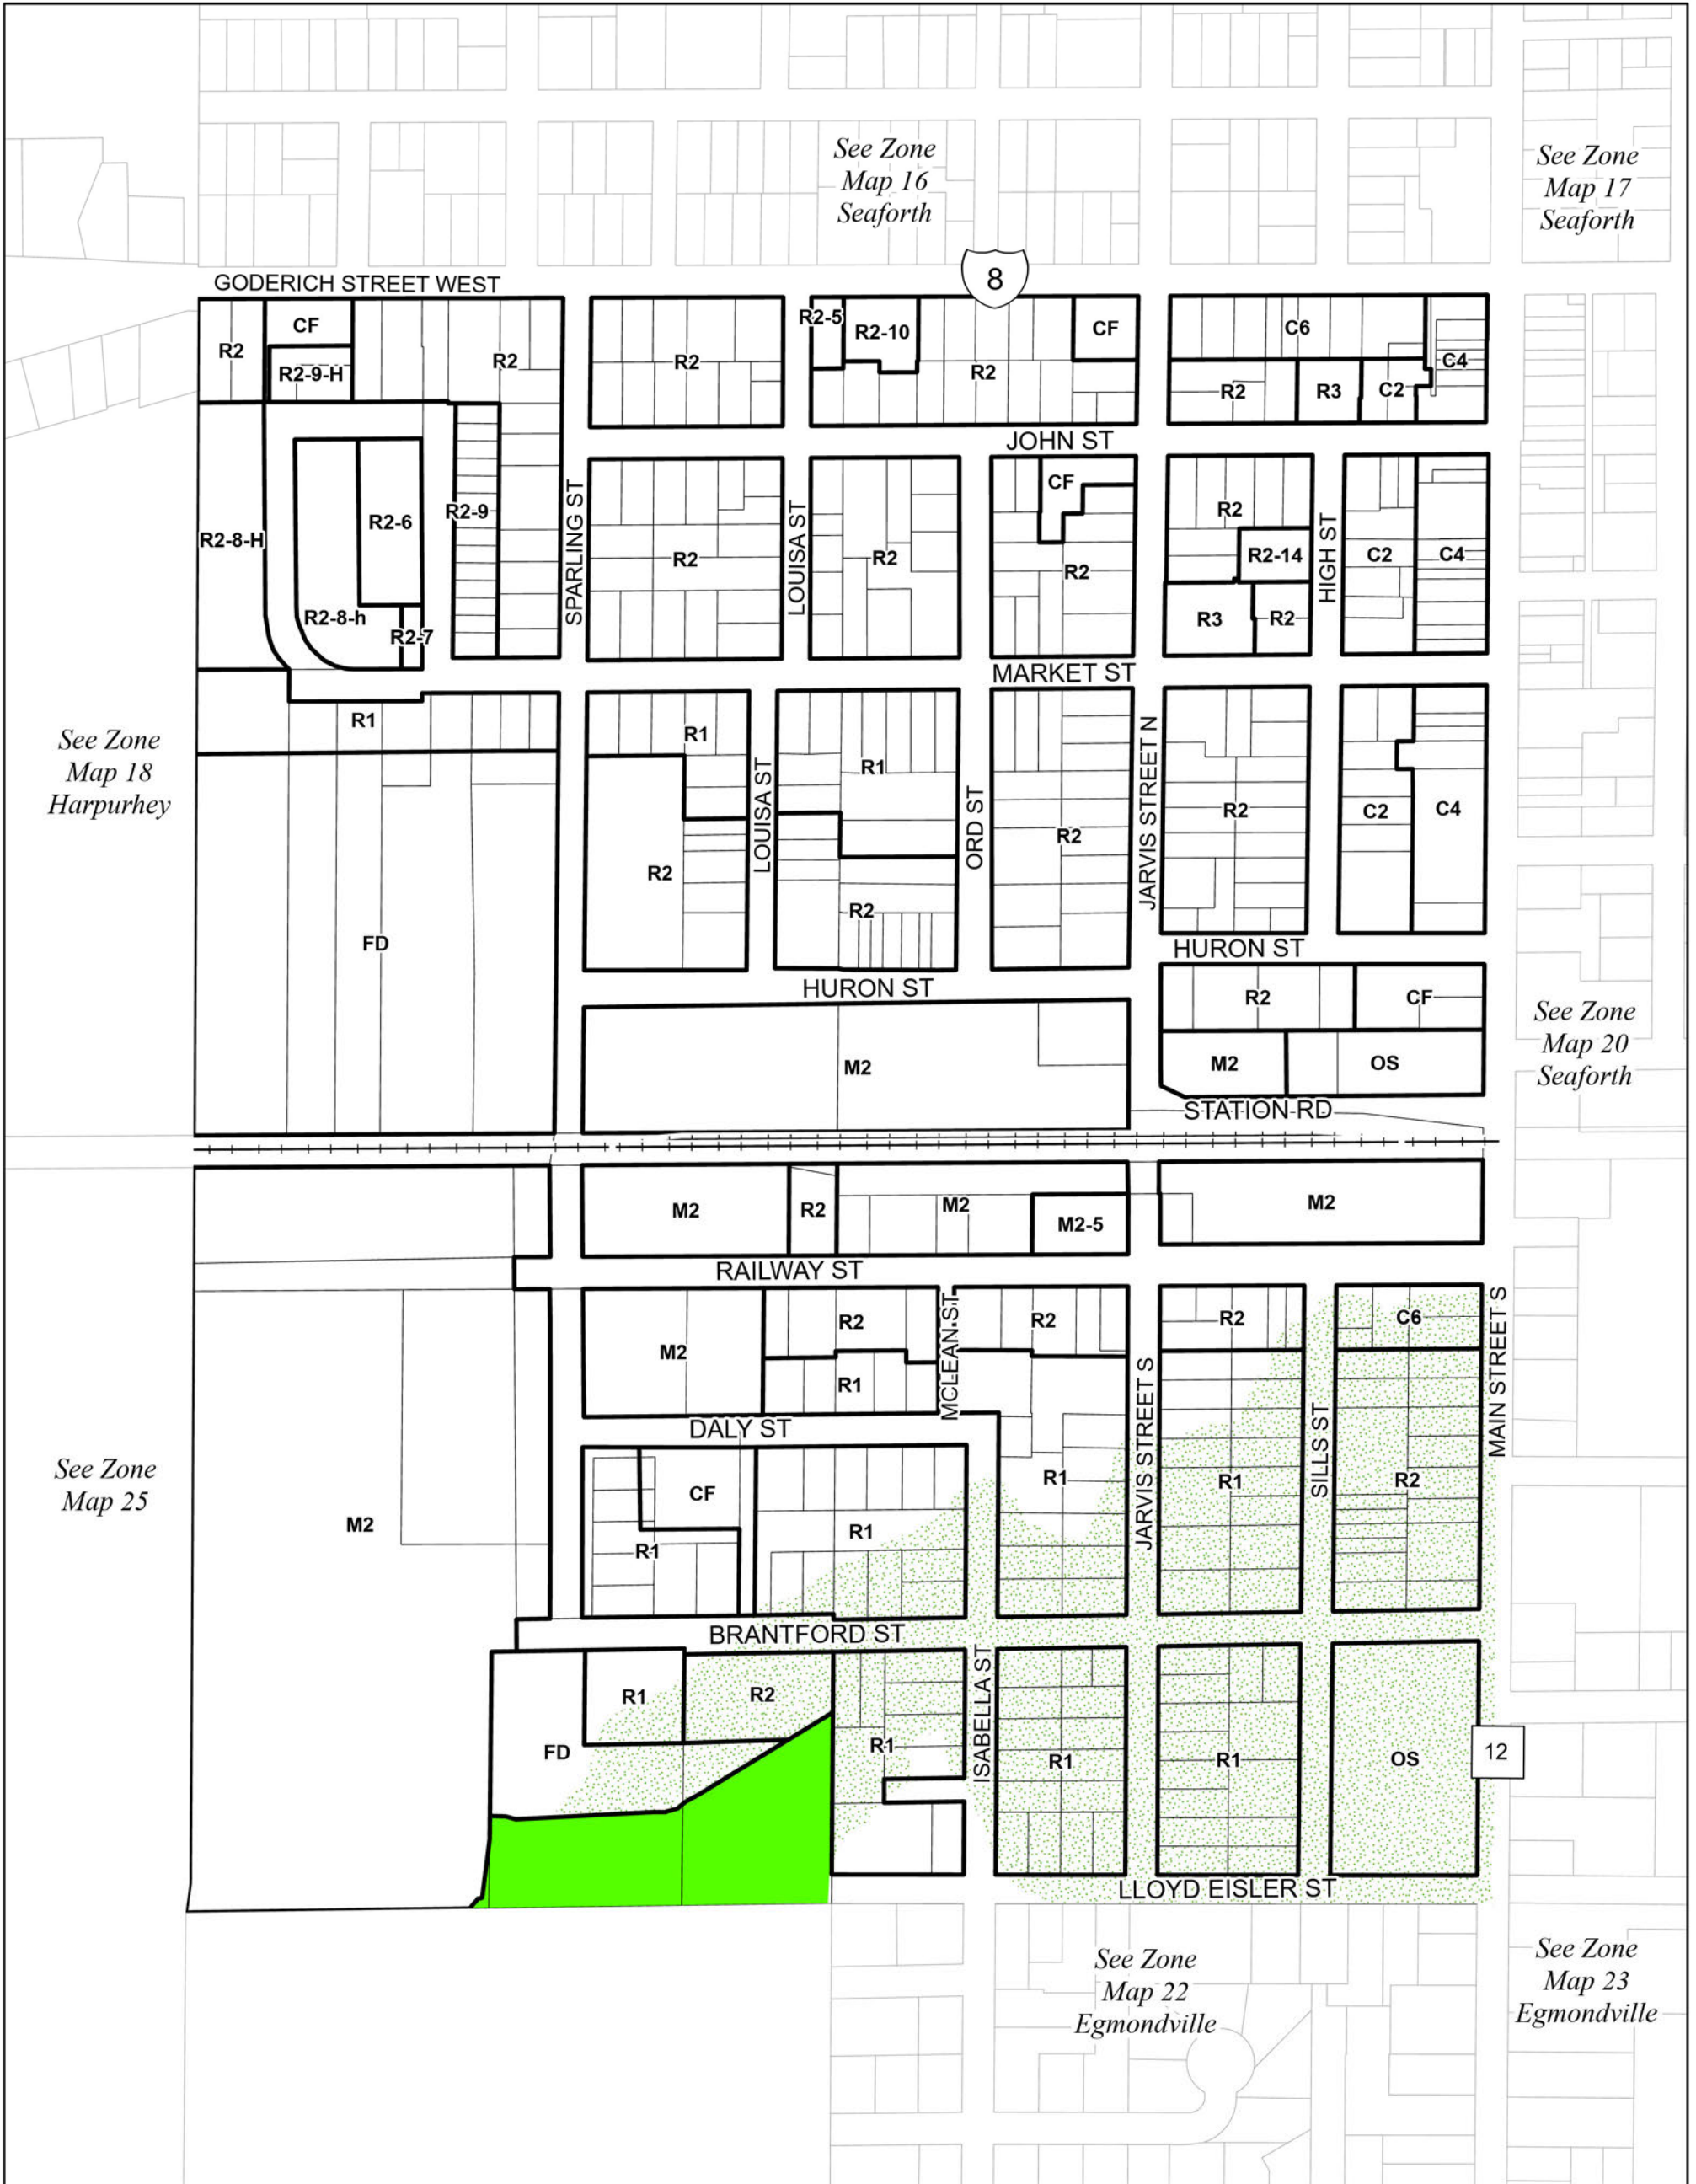 See Zone
Map 16
Seaforth
See Zone
Map 17
Seaforth
GODERICH STREET WEST
8
R2
CF
R2-9-H
R2
R2
R2-5
R2-10
R2
CF
C6
C4
R2
R3
C2
JOHN ST
R2-8-H
R2-6
R2-9
R2-8-h
R2-7
SPARLING ST
R2
LOUISA ST
R2
CF
R2
R2
R2-14
R3
R2
HIGH ST
C2
C4
MARKET ST
See Zone
Map 18
Harpurhey
R1
FD
R1
R2
LOUISA ST
R1
R2
ORD ST
R2
JARVIS STREET N
R2
C2
C4
HURON ST
HURON ST
R2
CF
M2
M2
OS
STATION RD
See Zone
Map 20
Seaforth
M2
R2
M2
M2-5
M2
RAILWAY ST
M2
R2
R1
MCLEAN ST
R2
R2
C6
DALY ST
JARVIS STREET S
SILLS ST
MAIN STREET S
See Zone
Map 25
M2
CF
R1
R1
R1
R1
R2
BRANTFORD ST
R1
R2
FD
R1
ISABELLA ST
R1
R1
OS
12
LLOYD EISLER ST
See Zone
Map 22
Egmondville
See Zone
Map 23
Egmondville